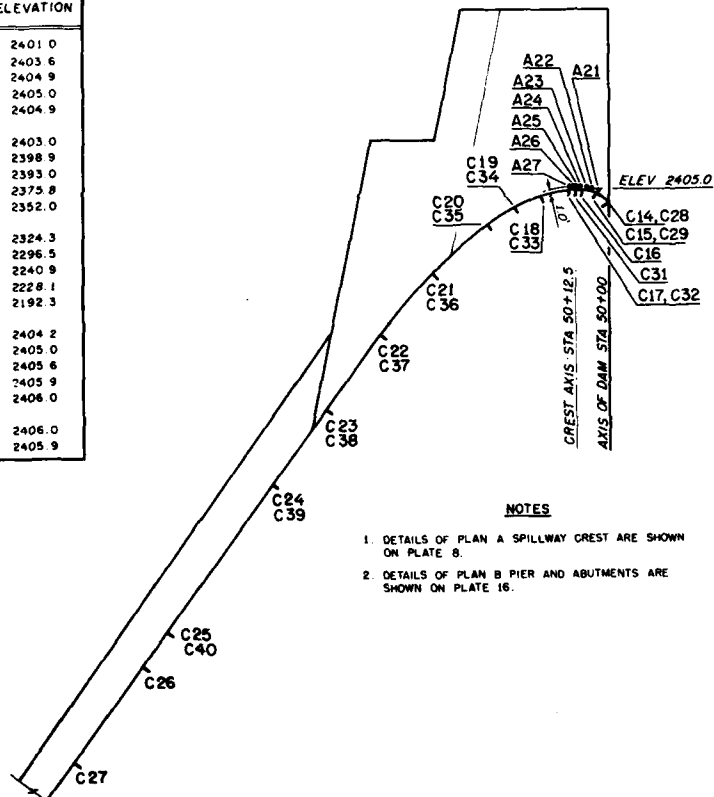 ELEVATION
2401.0
2403.6
2404.9
2405.0
2404.9
2403.0
2398.9
2393.0
2375.8
2352.0
2324.3
2296.5
2240.9
2228.1
2192.3
2404.2
2405.0
2405.6
2405.9
2406.0
2406.0
2405.9
A22
A21
A23
A24
A25
A26
A27
C19
C34
C20
C35
C18
C33
1.0'
ELEV 2405.0
C14, C28
C15, C29
C16
C31
C17, C32
C21
C36
C22
C37
CREST AXIS STA 50+12.5
AXIS OF DAM STA 50+00
C23
C38
C24
C39
C25
C40
C26
C27
NOTES
1. DETAILS OF PLAN A SPILLWAY CREST ARE SHOWN
ON PLATE 8.
2. DETAILS OF PLAN B PIER AND ABUTMENTS ARE
SHOWN ON PLATE 16.